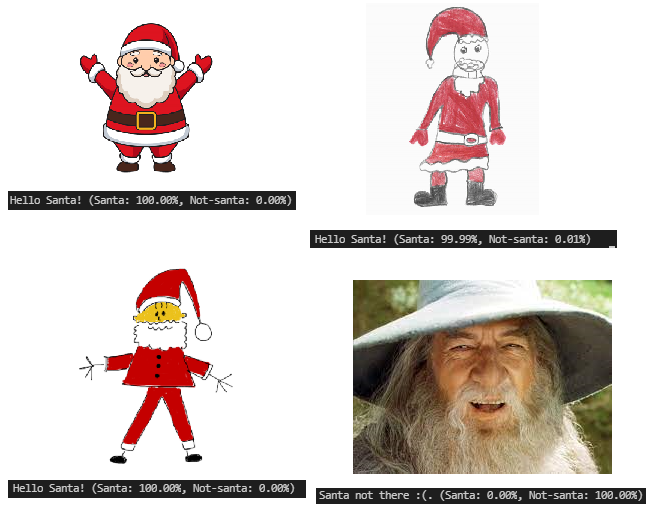 Hello Santa! (Santa: 100.00%, Not-santa: 0.00%)
Hello Santa! (Santa: 99.99%, Not-santa: 0.01%)
Hello Santa! (Santa: 100.00%, Not-santa: 0.00%)
Santa not there :(. (Santa: 0.00%, Not-santa: 100.00%)